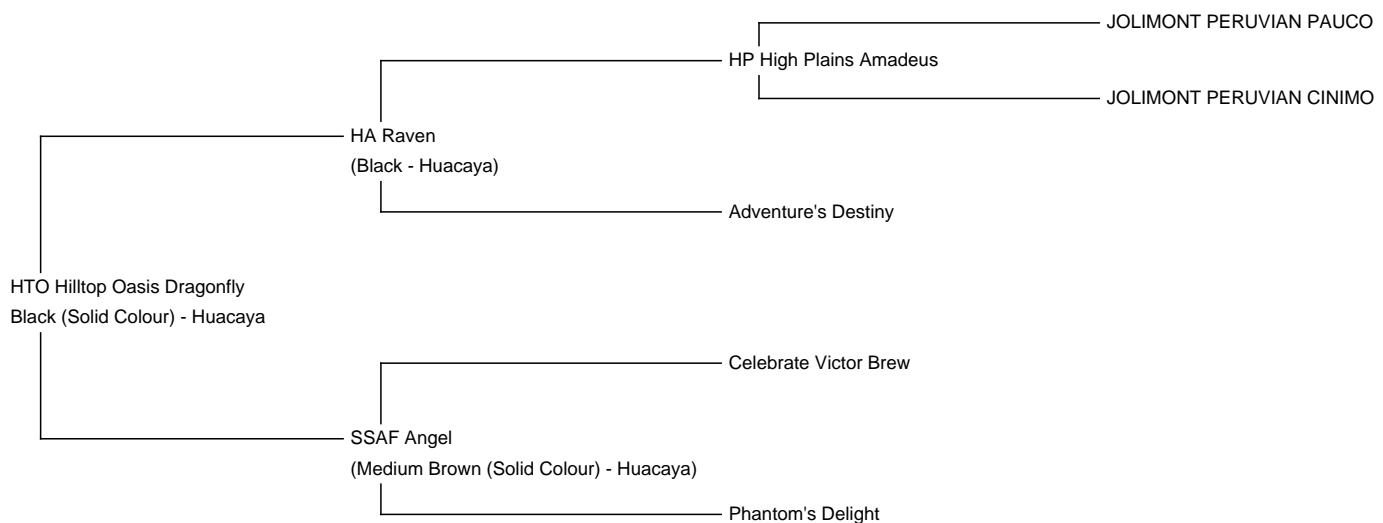 JOLIMONT PERUVIAN PAUCO
HP High Plains Amadeus
JOLIMONT PERUVIAN CINIMO
HA Raven
(Black - Huacaya)
Adventure's Destiny
HTO Hilltop Oasis Dragonfly
Black (Solid Colour) - Huacaya
Celebrate Victor Brew
SSAF Angel
(Medium Brown (Solid Colour) - Huacaya)
Phantom's Delight